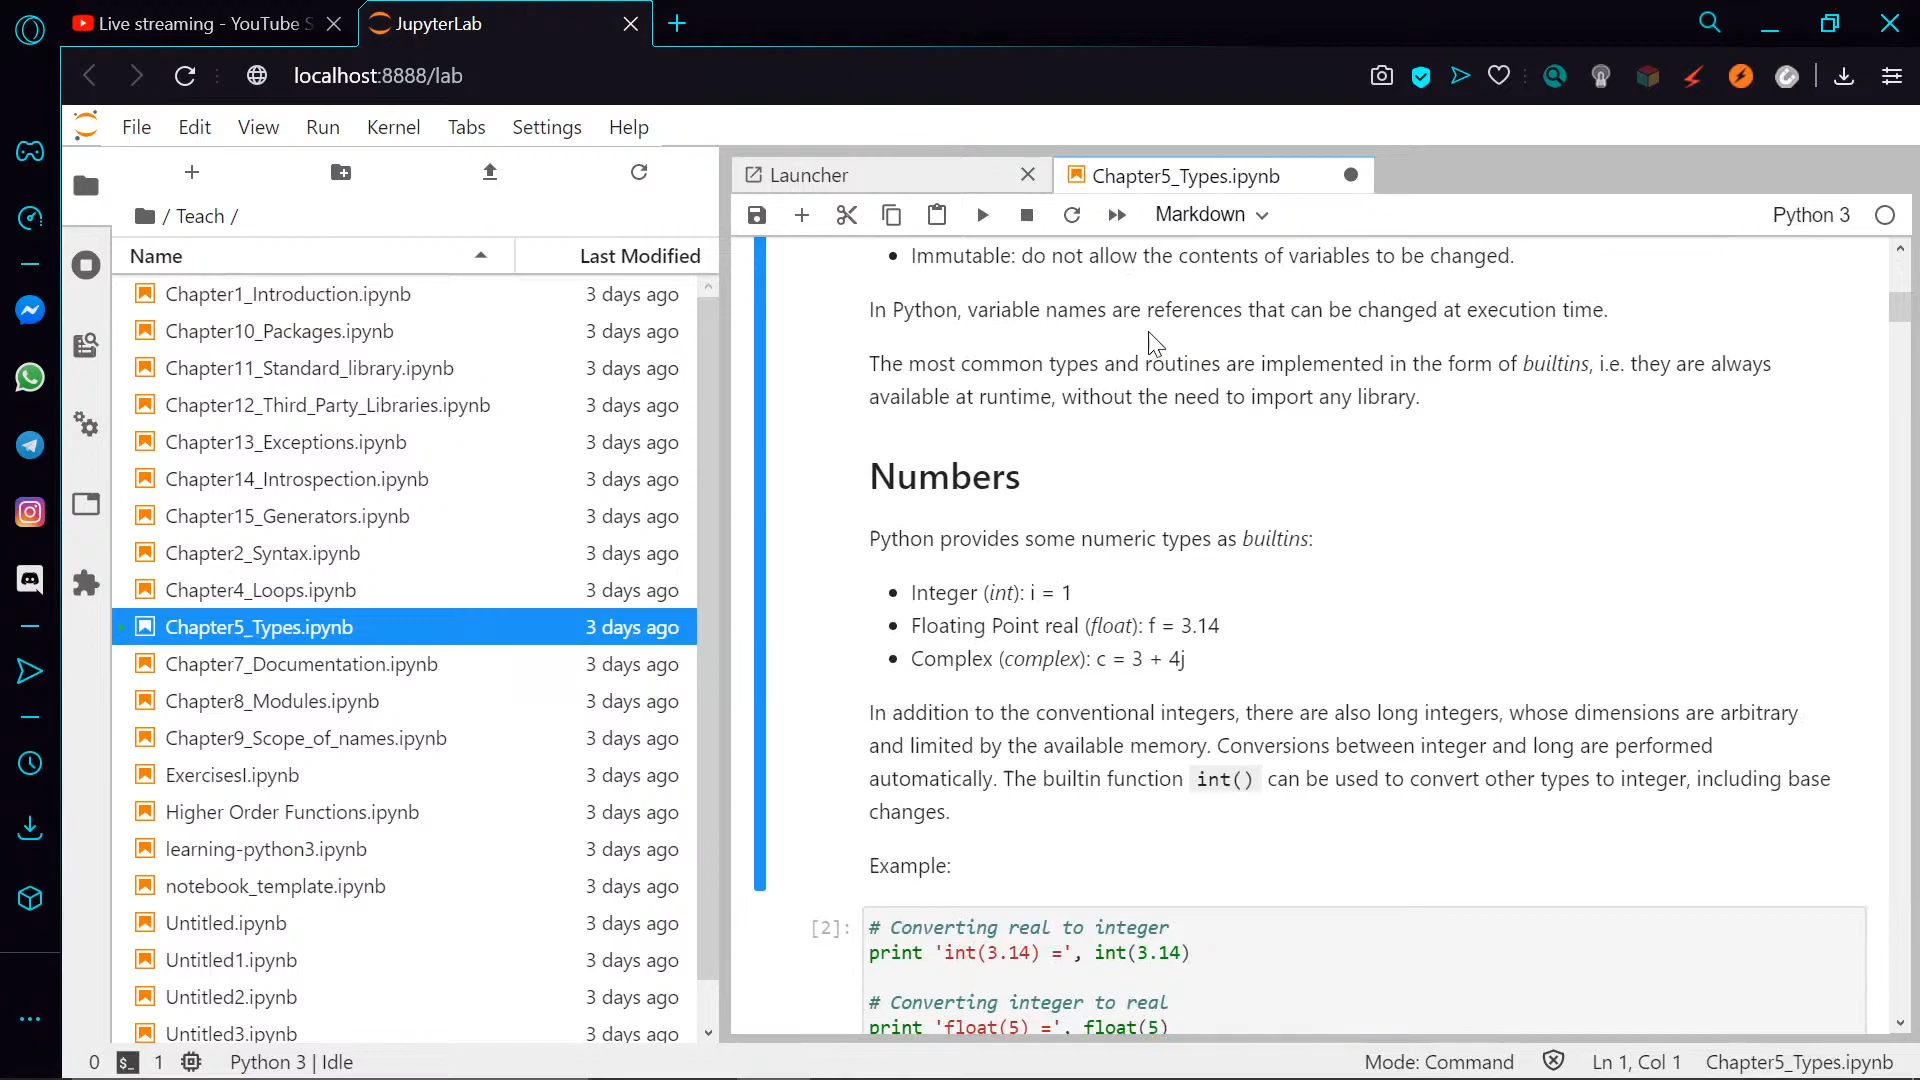 Live streaming - YouTube S
JupyterLab
localhost:8888/lab
File Edit View Run Kernel Tabs Settings Help
/ Teach /
Name Last Modified
Chapter1_Introduction.ipynb 3 days ago
Chapter10_Packages.ipynb 3 days ago
Chapter11_Standard_library.ipynb 3 days ago
Chapter12_Third_Party_Libraries.ipynb 3 days ago
Chapter13_Exceptions.ipynb 3 days ago
Chapter14_Introspection.ipynb 3 days ago
Chapter15_Generators.ipynb 3 days ago
Chapter2_Syntax.ipynb 3 days ago
Chapter4_Loops.ipynb 3 days ago
Chapter5_Types.ipynb 3 days ago
Chapter7_Documentation.ipynb 3 days ago
Chapter8_Modules.ipynb 3 days ago
Chapter9_Scope_of_names.ipynb 3 days ago
ExercisesI.ipynb 3 days ago
Higher Order Functions.ipynb 3 days ago
learning-python3.ipynb 3 days ago
notebook_template.ipynb 3 days ago
Untitled.ipynb 3 days ago
Untitled1.ipynb 3 days ago
Untitled2.ipynb 3 days ago
Untitled3.ipynb 3 days ago
Launcher
Chapter5_Types.ipynb
Markdown
Python 3
• Immutable: do not allow the contents of variables to be changed.
In Python, variable names are references that can be changed at execution time.
The most common types and routines are implemented in the form of builtins, i.e. they are always
available at runtime, without the need to import any library.
Numbers
Python provides some numeric types as builtins:
• Integer (int): i = 1
• Floating Point real (float): f = 3.14
• Complex (complex): c = 3 + 4j
In addition to the conventional integers, there are also long integers, whose dimensions are arbitrary
and limited by the available memory. Conversions between integer and long are performed
automatically. The builtin function int() can be used to convert other types to integer, including base
changes.
Example:
[2]:
# Converting real to integer
print 'int(3.14) =', int(3.14)
# Converting integer to real
print 'float(5) =', float(5)
0 $_ 1 Python 3 | Idle
Mode: Command Ln 1, Col 1 Chapter5_Types.ipynb